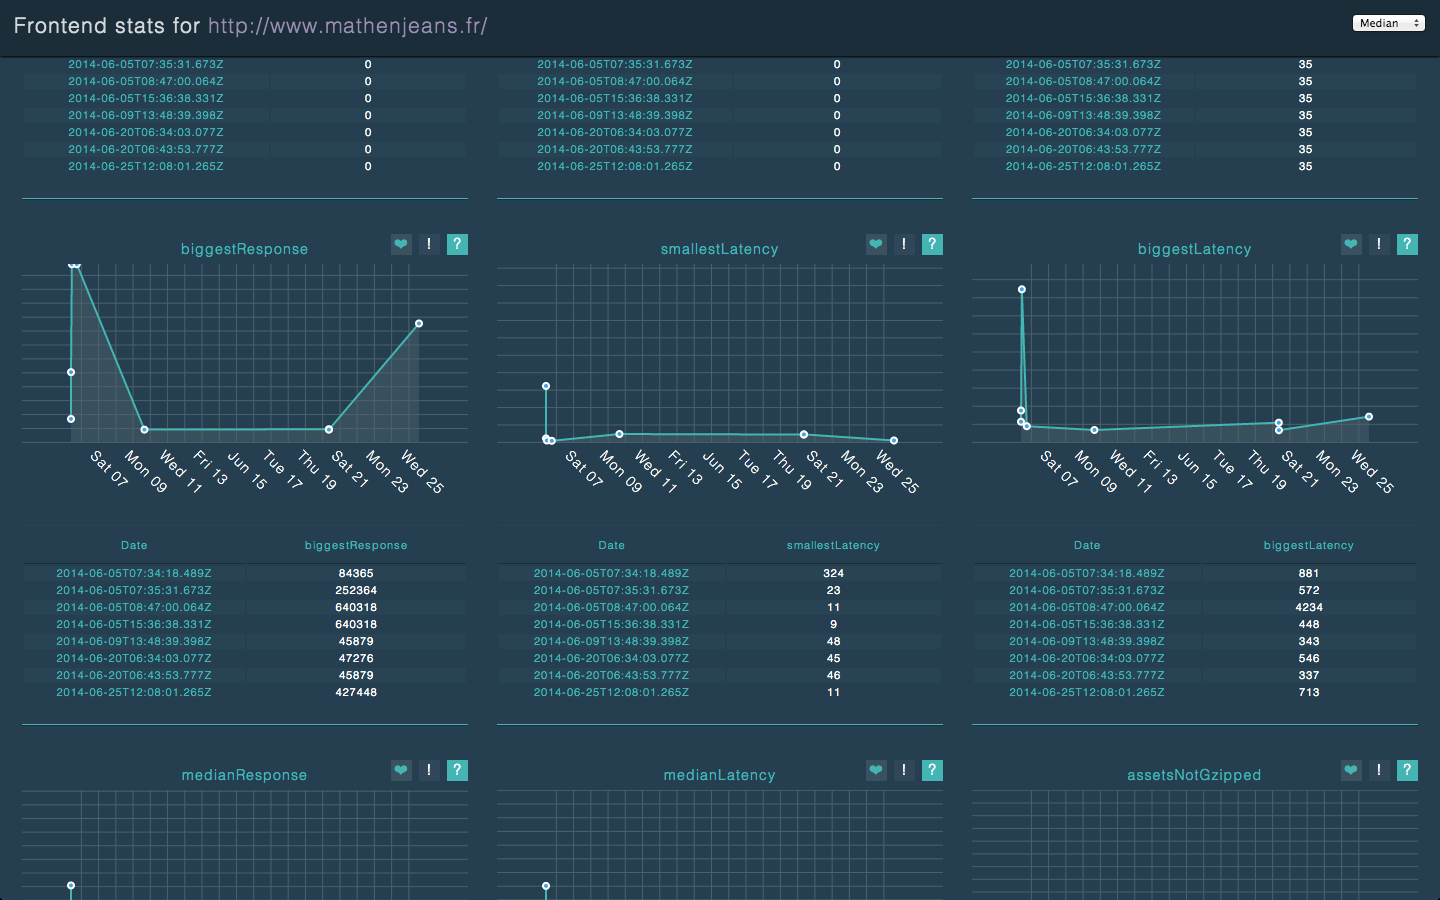 Frontend stats for http://www.mathenjeans.fr/
Median
2014-06-05T07:35:31.673Z 0
2014-06-05T08:47:00.064Z 0
2014-06-05T15:36:38.331Z 0
2014-06-09T13:48:39.398Z 0
2014-06-20T06:34:03.077Z 0
2014-06-20T06:43:53.777Z 0
2014-06-25T12:08:01.265Z 0
2014-06-05T07:35:31.673Z 0
2014-06-05T08:47:00.064Z 0
2014-06-05T15:36:38.331Z 0
2014-06-09T13:48:39.398Z 0
2014-06-20T06:34:03.077Z 0
2014-06-20T06:43:53.777Z 0
2014-06-25T12:08:01.265Z 0
2014-06-05T07:35:31.673Z 35
2014-06-05T08:47:00.064Z 35
2014-06-05T15:36:38.331Z 35
2014-06-09T13:48:39.398Z 35
2014-06-20T06:34:03.077Z 35
2014-06-20T06:43:53.777Z 35
2014-06-25T12:08:01.265Z 35
biggestResponse
! ?
Sat 07 Mon 09 Wed 11 Fri 13 Jun 15 Tue 17 Thu 19 Sat 21 Mon 23 Wed 25
Date biggestResponse
2014-06-05T07:34:18.489Z 84365
2014-06-05T07:35:31.673Z 252364
2014-06-05T08:47:00.064Z 640318
2014-06-05T15:36:38.331Z 640318
2014-06-09T13:48:39.398Z 45879
2014-06-20T06:34:03.077Z 47276
2014-06-20T06:43:53.777Z 45879
2014-06-25T12:08:01.265Z 427448
smallestLatency
! ?
Sat 07 Mon 09 Wed 11 Fri 13 Jun 15 Tue 17 Thu 19 Sat 21 Mon 23 Wed 25
Date smallestLatency
2014-06-05T07:34:18.489Z 324
2014-06-05T07:35:31.673Z 23
2014-06-05T08:47:00.064Z 11
2014-06-05T15:36:38.331Z 9
2014-06-09T13:48:39.398Z 48
2014-06-20T06:34:03.077Z 45
2014-06-20T06:43:53.777Z 46
2014-06-25T12:08:01.265Z 11
biggestLatency
! ?
Sat 07 Mon 09 Wed 11 Fri 13 Jun 15 Tue 17 Thu 19 Sat 21 Mon 23 Wed 25
Date biggestLatency
2014-06-05T07:34:18.489Z 881
2014-06-05T07:35:31.673Z 572
2014-06-05T08:47:00.064Z 4234
2014-06-05T15:36:38.331Z 448
2014-06-09T13:48:39.398Z 343
2014-06-20T06:34:03.077Z 546
2014-06-20T06:43:53.777Z 337
2014-06-25T12:08:01.265Z 713
medianResponse
! ?
medianLatency
! ?
assetsNotGzipped
! ?